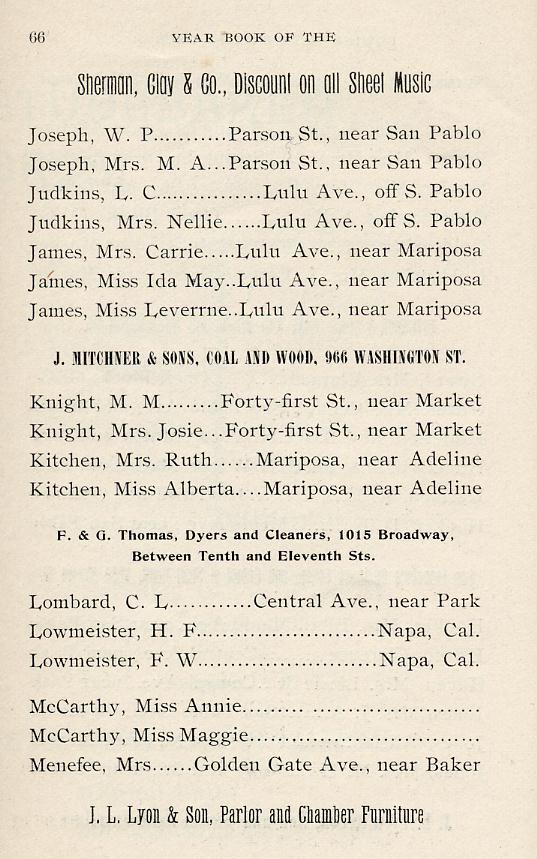 66 YEAR BOOK OF THE
Sherman, Clay & Co., Discount on all Sheet Music
Joseph, W. P...........Parson St., near San Pablo
Joseph, Mrs. M. A...Parson St., near San Pablo
Judkins, L. C...............Lulu Ave., off S. Pablo
Judkins, Mrs. Nellie......Lulu Ave., off S. Pablo
James, Mrs. Carrie.....Lulu Ave., near Mariposa
James, Miss Ida May..Lulu Ave., near Mariposa
James, Miss Leverrne..Lulu Ave., near Mariposa
J. MITCHNER & SONS, COAL AND WOOD, 966 WASHINGTON ST.
Knight, M. M.........Forty-first St., near Market
Knight, Mrs. Josie...Forty-first St., near Market
Kitchen, Mrs. Ruth......Mariposa, near Adeline
Kitchen, Miss Alberta....Mariposa, near Adeline
F. & G. Thomas, Dyers and Cleaners, 1015 Broadway,
Between Tenth and Eleventh Sts.
Lombard, C. L............Central Ave., near Park
Lowmeister, H. F..........................Napa, Cal.
Lowmeister, F. W..........................Napa, Cal.
McCarthy, Miss Annie......... .........................
McCarthy, Miss Maggie.................................
Menefee, Mrs......Golden Gate Ave., near Baker
J. L. Lyon & Son, Parlor and Chamber Furniture